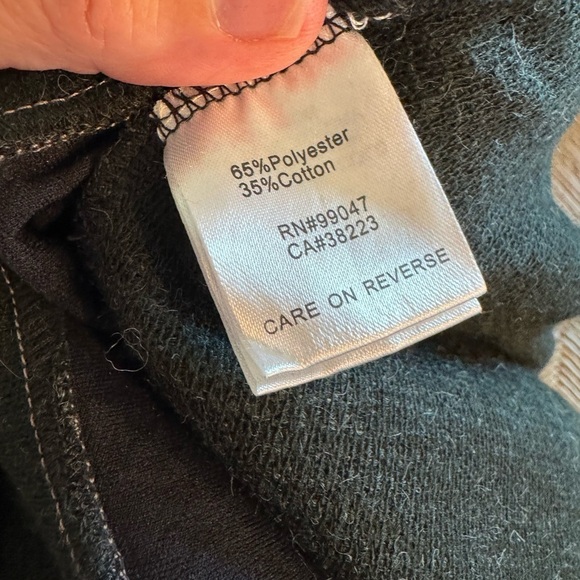 65%Polyester
35%Cotton
RN#99047
CA#38223
CARE ON REVERSE